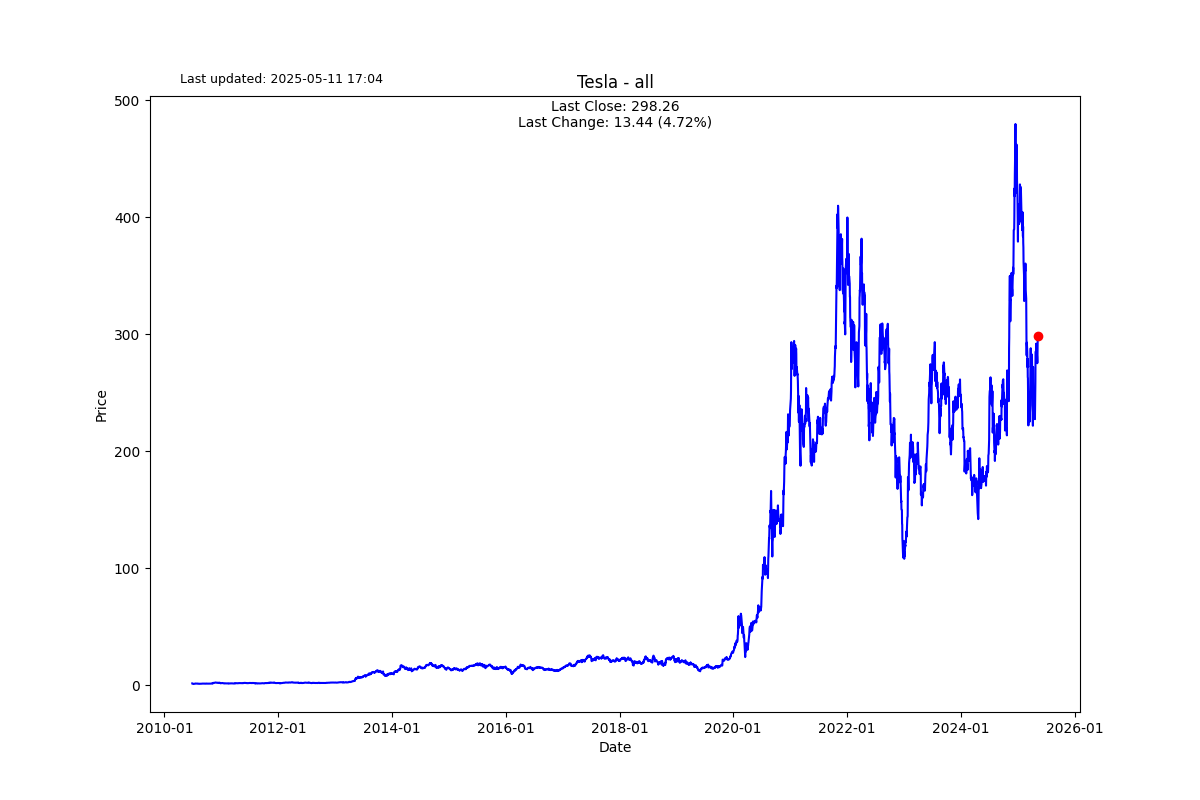 Last updated: 2025-05-11 17:04
Tesla - all
Last Close: 298.26
Last Change: 13.44 (4.72%)
500
400
300
200
100
0
Price
2010-01
2012-01
2014-01
2016-01
2018-01
2020-01
2022-01
2024-01
2026-01
Date